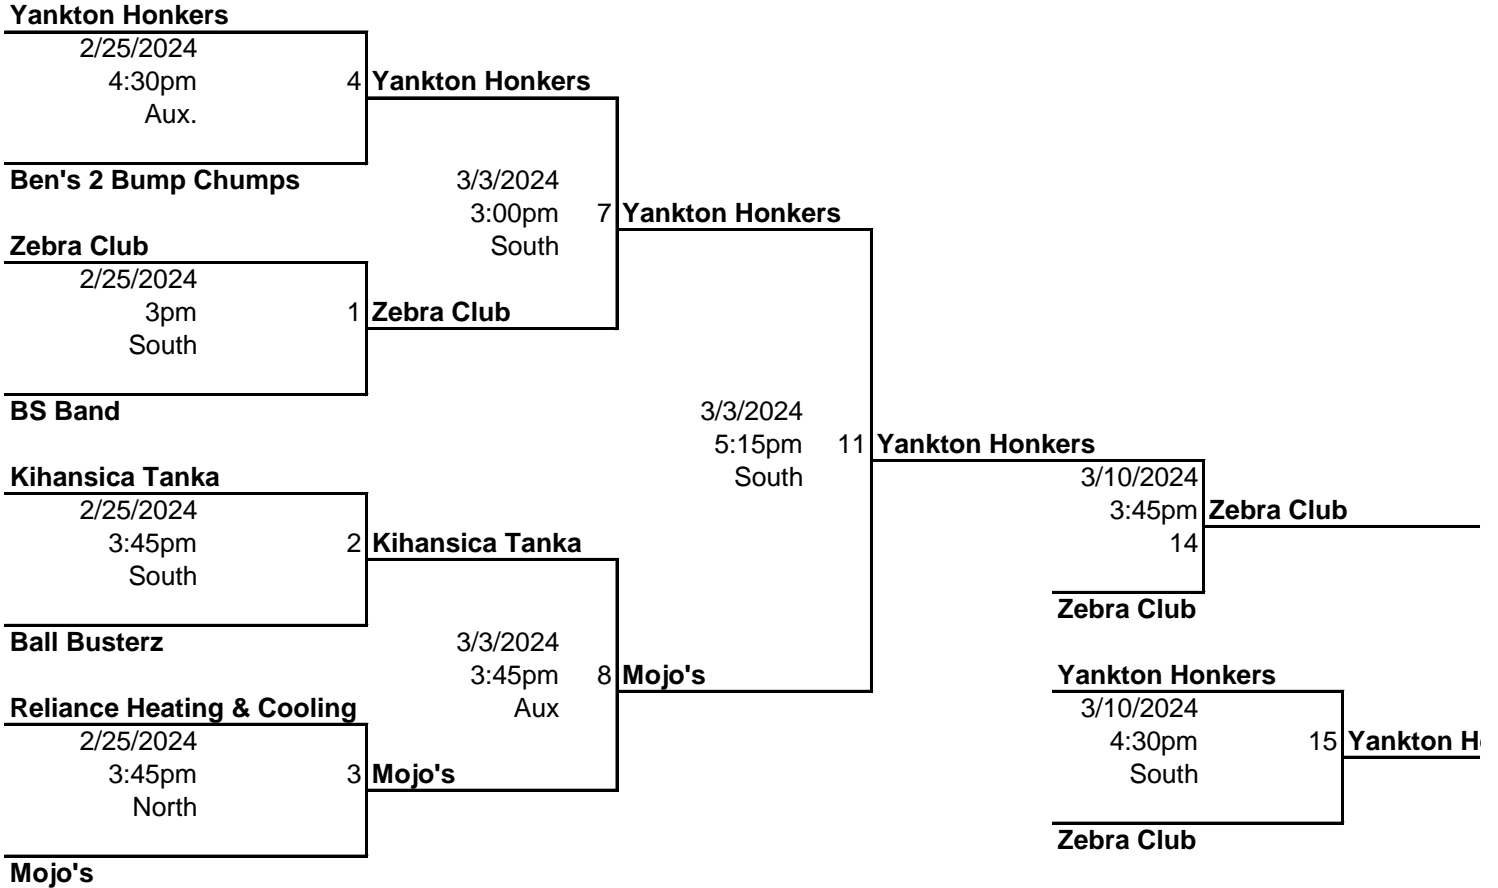 Yankton Honkers
2/25/2024
4:30pm
4 Yankton Honkers
Aux.
Ben's 2 Bump Chumps
3/3/2024
3:00pm
7 Yankton Honkers
South
Zebra Club
2/25/2024
3pm
1 Zebra Club
South
BS Band
3/3/2024
5:15pm
11 Yankton Honkers
South
Kihansica Tanka
2/25/2024
3:45pm
2 Kihansica Tanka
South
Ball Busterz
3/3/2024
3:45pm
8 Mojo's
Aux
Reliance Heating & Cooling
2/25/2024
3:45pm
3 Mojo's
North
Mojo's
3/10/2024
3:45pm
Zebra Club
14
Zebra Club
Yankton Honkers
3/10/2024
4:30pm
15 Yankton H
South
Zebra Club